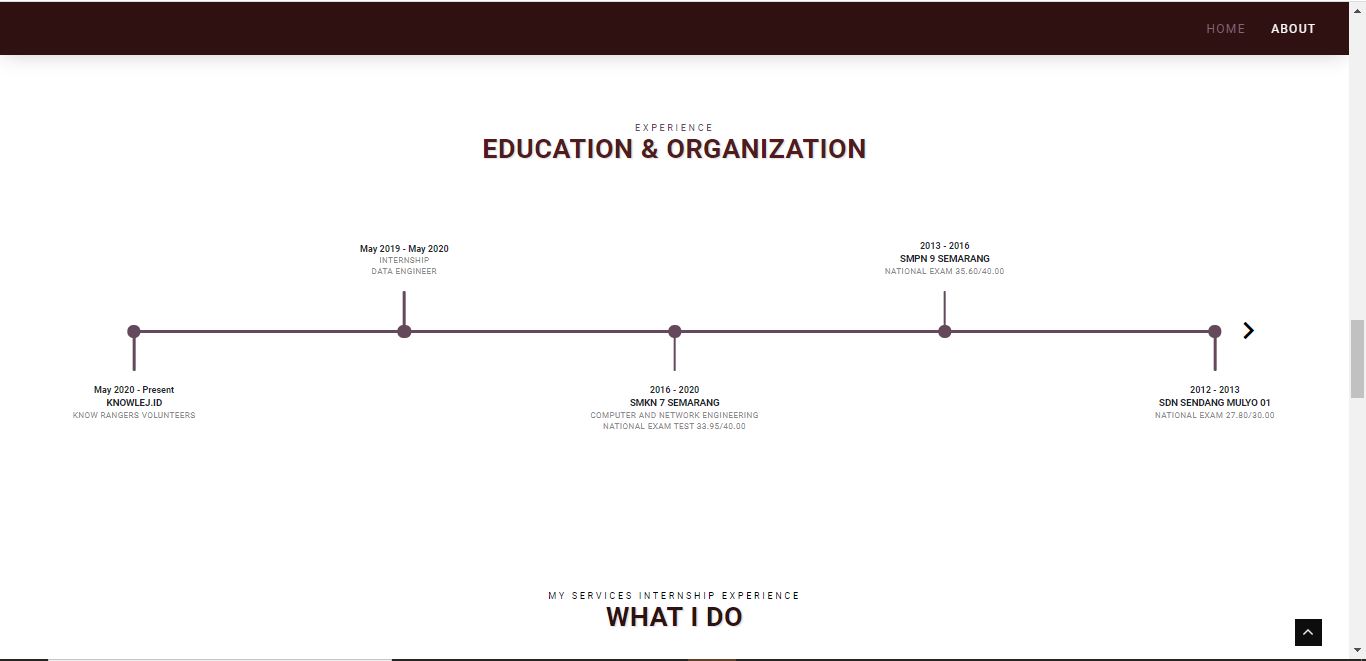 HOME ABOUT
EXPERIENCE
EDUCATION & ORGANIZATION
May 2019 - May 2020
INTERNSHIP
DATA ENGINEER
2013 - 2016
SMPN 9 SEMARANG
NATIONAL EXAM 35.60/40.00
May 2020 - Present
KNOWLEJ.ID
KNOW RANGERS VOLUNTEERS
2016 - 2020
SMKN 7 SEMARANG
COMPUTER AND NETWORK ENGINEERING
NATIONAL EXAM TEST 33.95/40.00
2012 - 2013
SDN SENDANG MULYO 01
NATIONAL EXAM 27.80/30.00
MY SERVICES INTERNSHIP EXPERIENCE
WHAT I DO